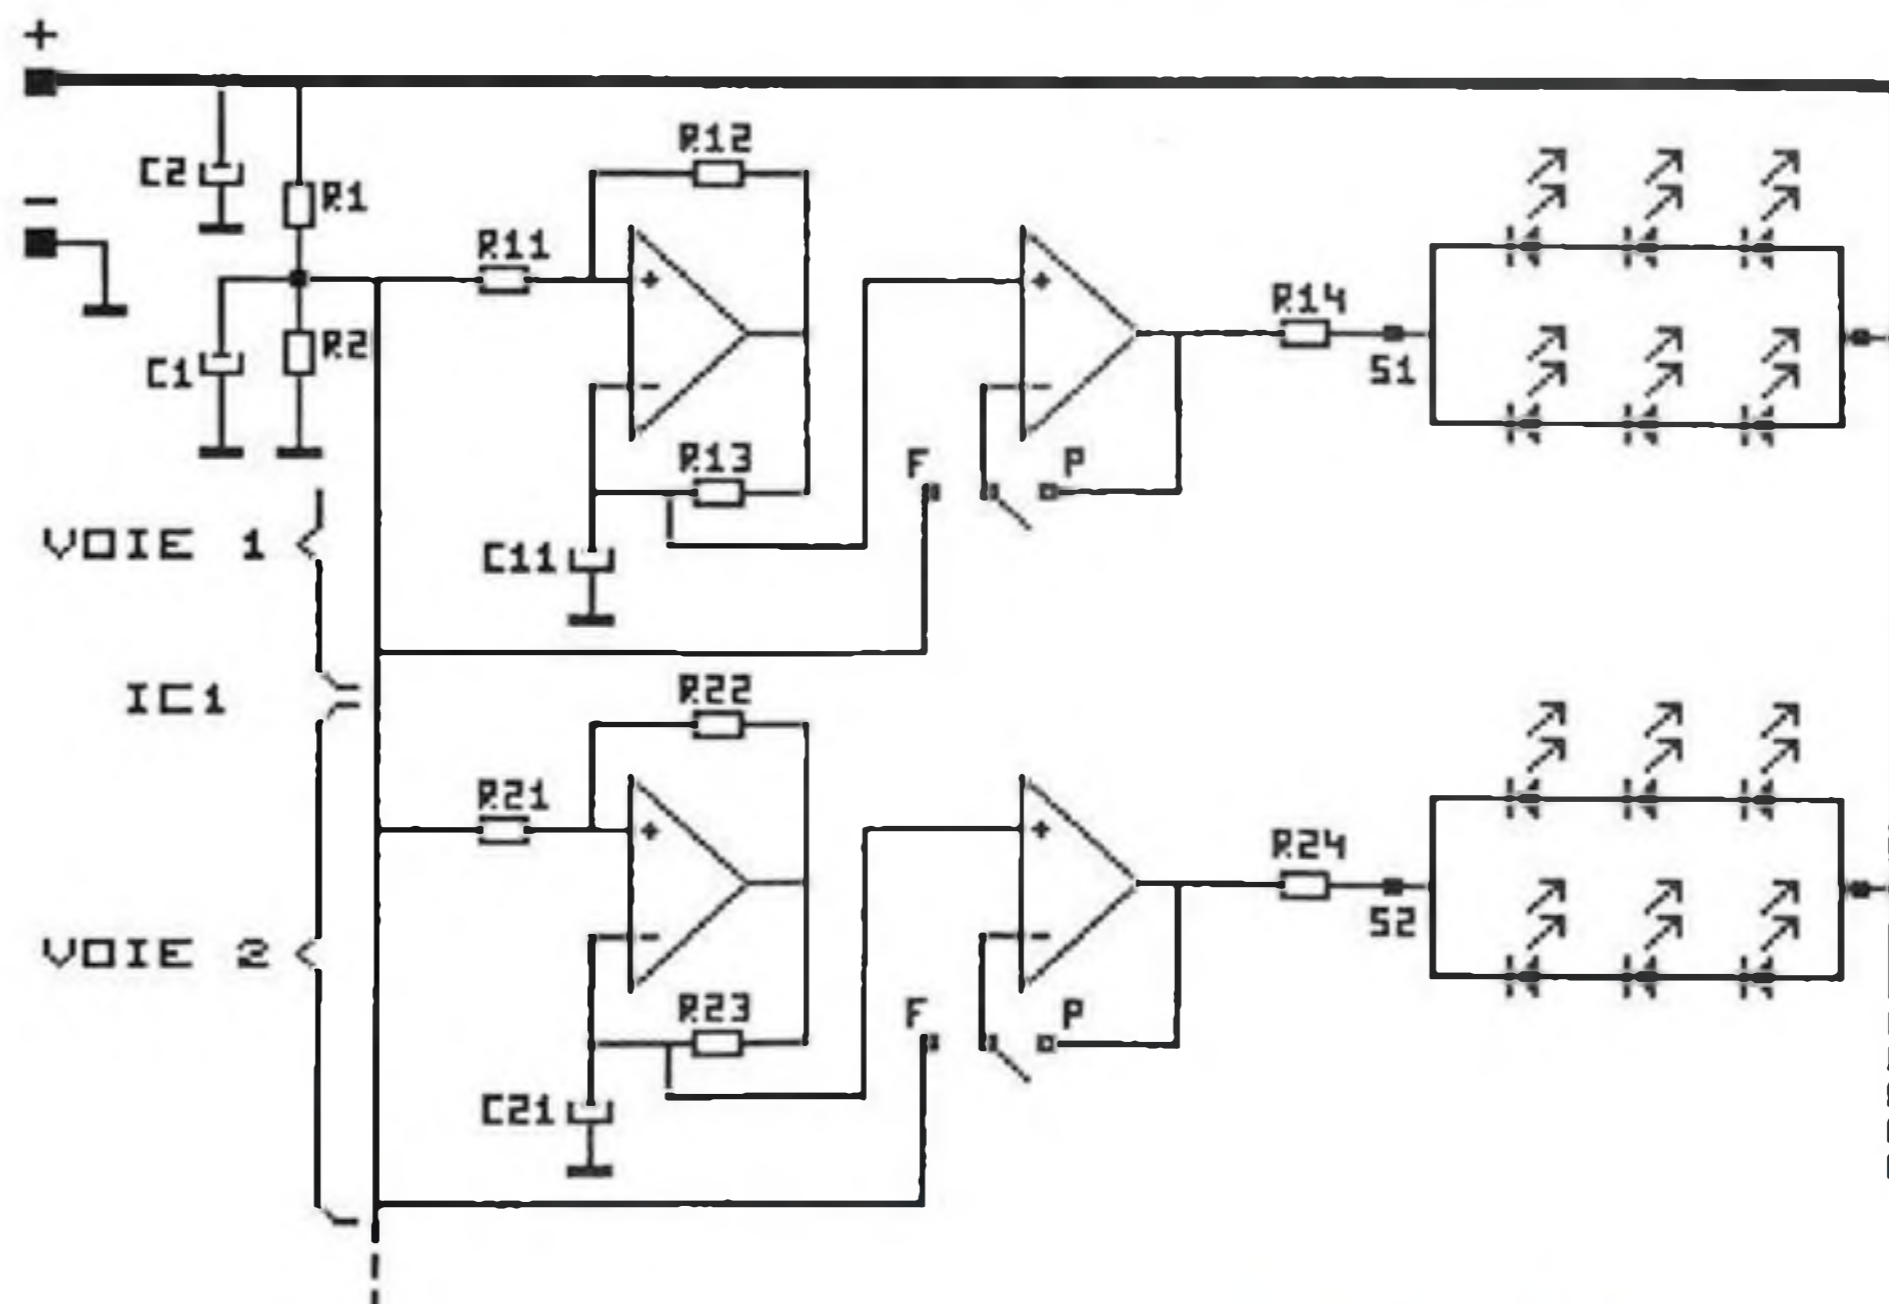 +
C2
R1
-
C1
R2
R12
R11
+
-
R13
C11
+
-
F
P
R14
S1
VOIE 1
IC1
R22
R21
+
-
R23
C21
+
-
F
P
R24
S2
VOIE 2